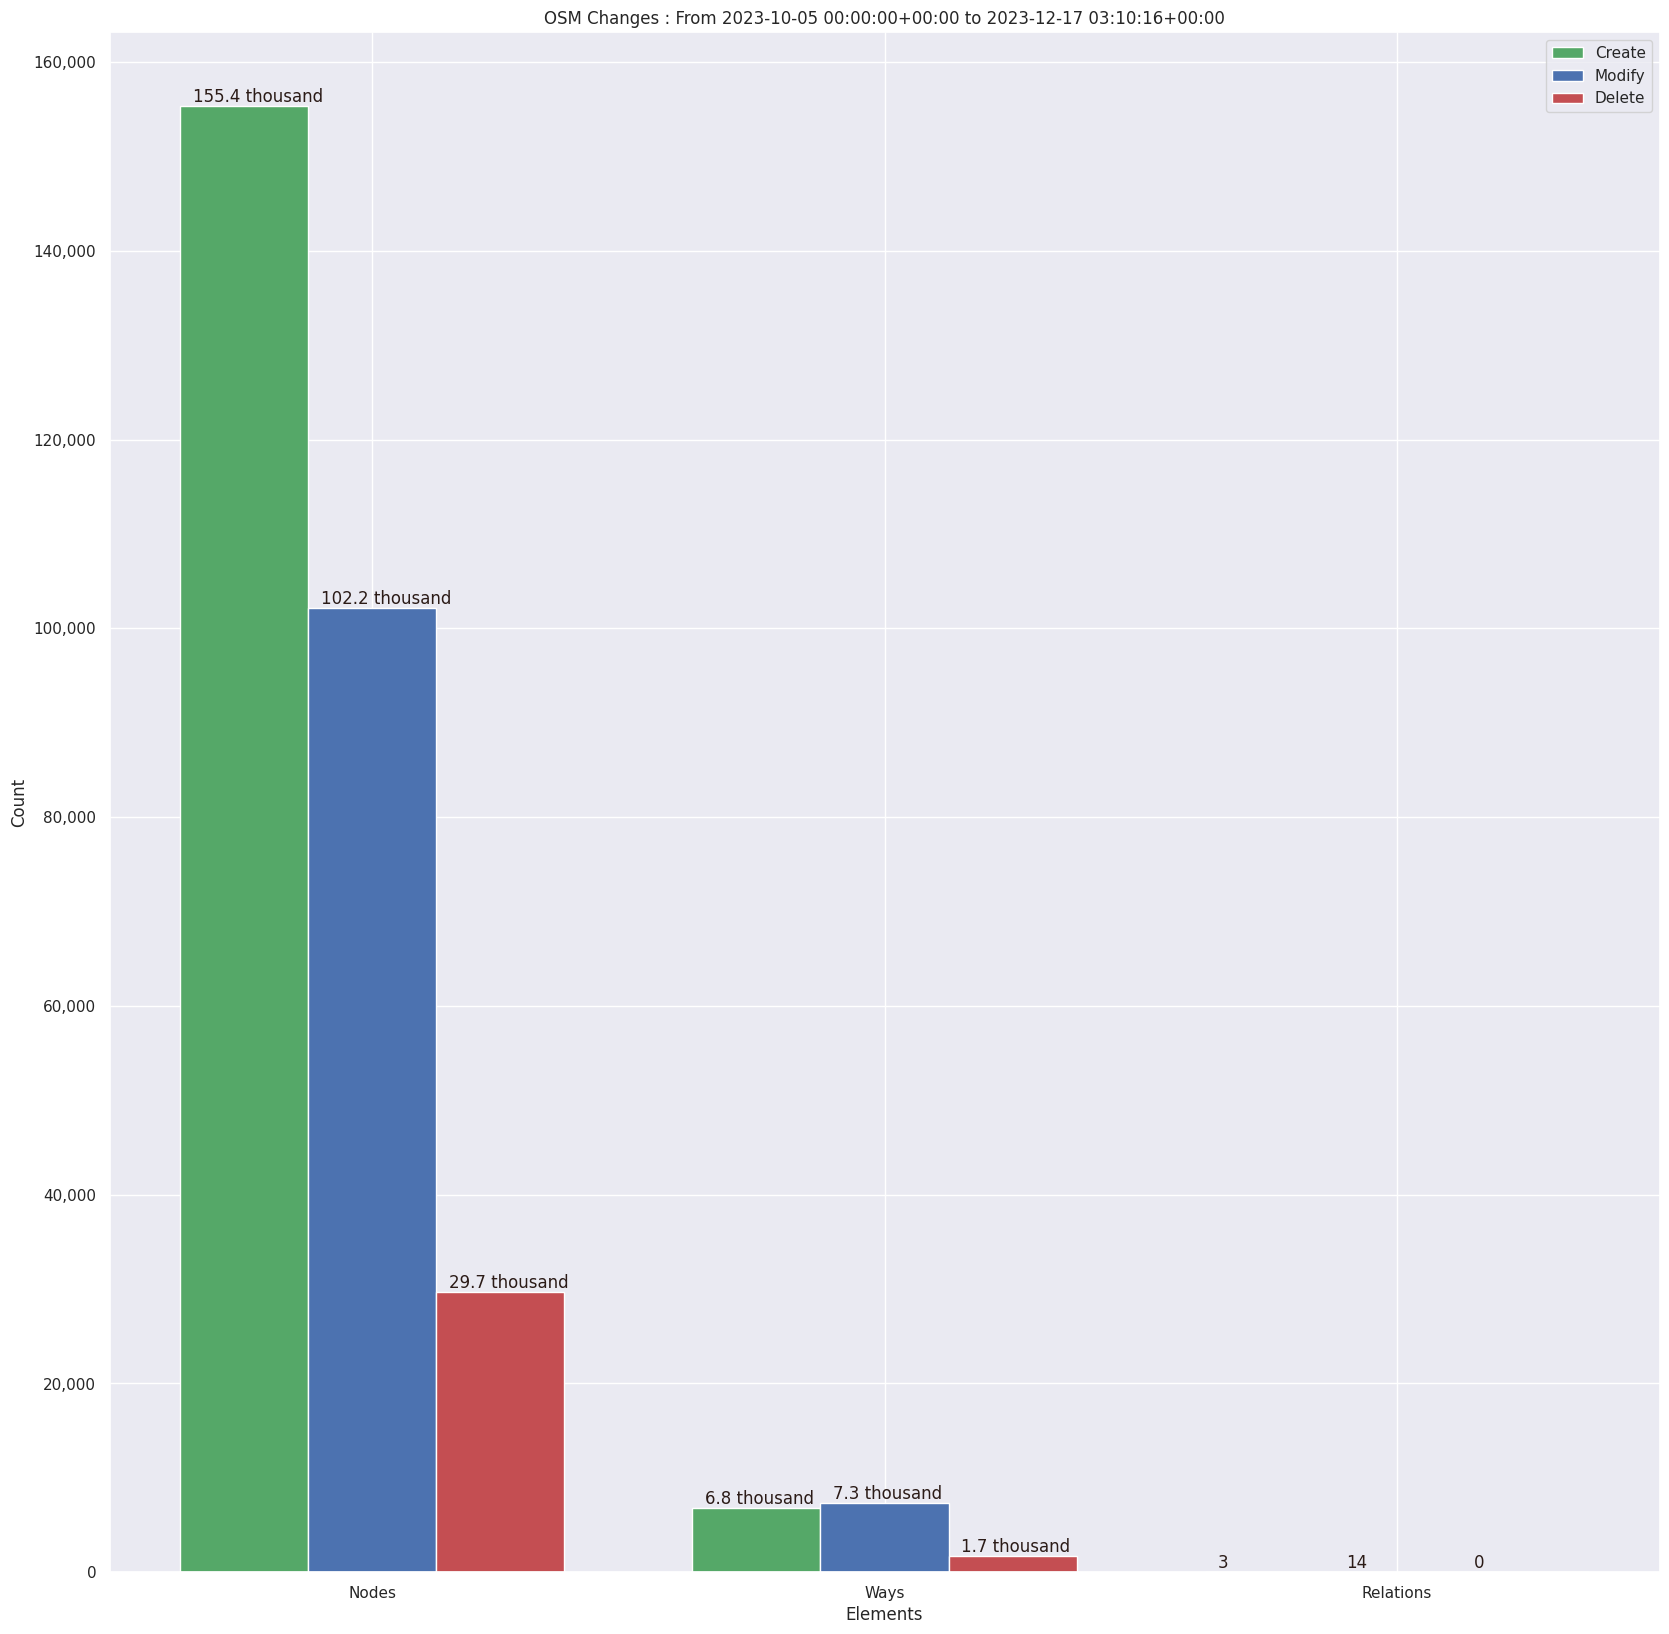 OSM Changes : From 2023-10-05 00:00:00+00:00 to 2023-12-17 03:10:16+00:00
Create
Modify
Delete
160,000
140,000
120,000
100,000
80,000
60,000
40,000
20,000
0
Count
155.4 thousand
102.2 thousand
29.7 thousand
6.8 thousand
7.3 thousand
1.7 thousand
3
14
0
Nodes
Ways
Relations
Elements